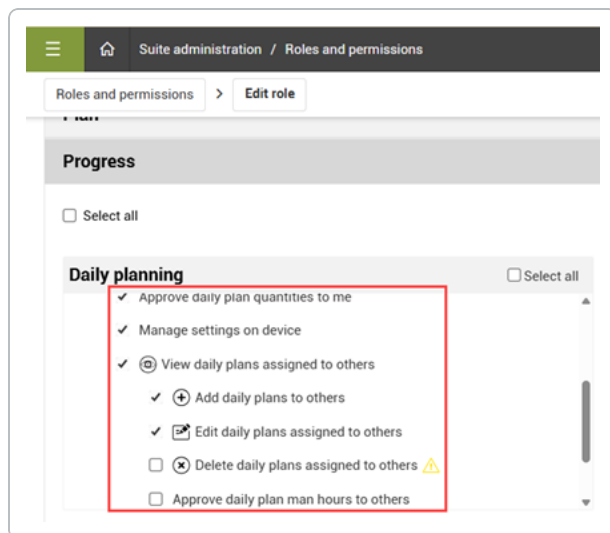 Suite administration / Roles and permissions
Roles and permissions > Edit role
Plan
Progress
Select all
Daily planning Select all
Approve daily plan quantities to me
Manage settings on device
View daily plans assigned to others
Add daily plans to others
Edit daily plans assigned to others
Delete daily plans assigned to others
Approve daily plan man hours to others